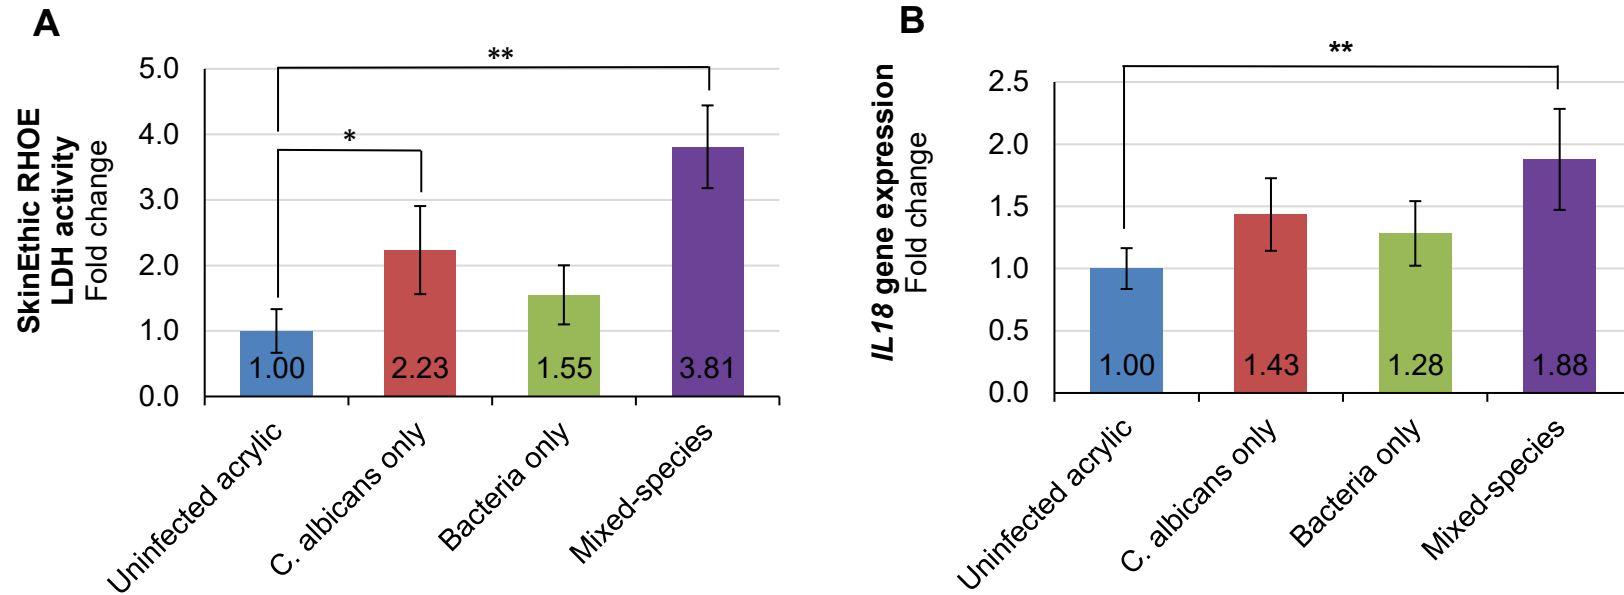 A
SkinEthic RHOE
LDH activity
Fold change
5.0
4.0
3.0
2.0
1.0
0.0
**
*
1.00
2.23
1.55
3.81
Uninfected acrylic
C. albicans only
Bacteria only
Mixed-species
B
IL18 gene expression
Fold change
2.5
2.0
1.5
1.0
0.5
0.0
**
1.00
1.43
1.28
1.88
Uninfected acrylic
C. albicans only
Bacteria only
Mixed-species